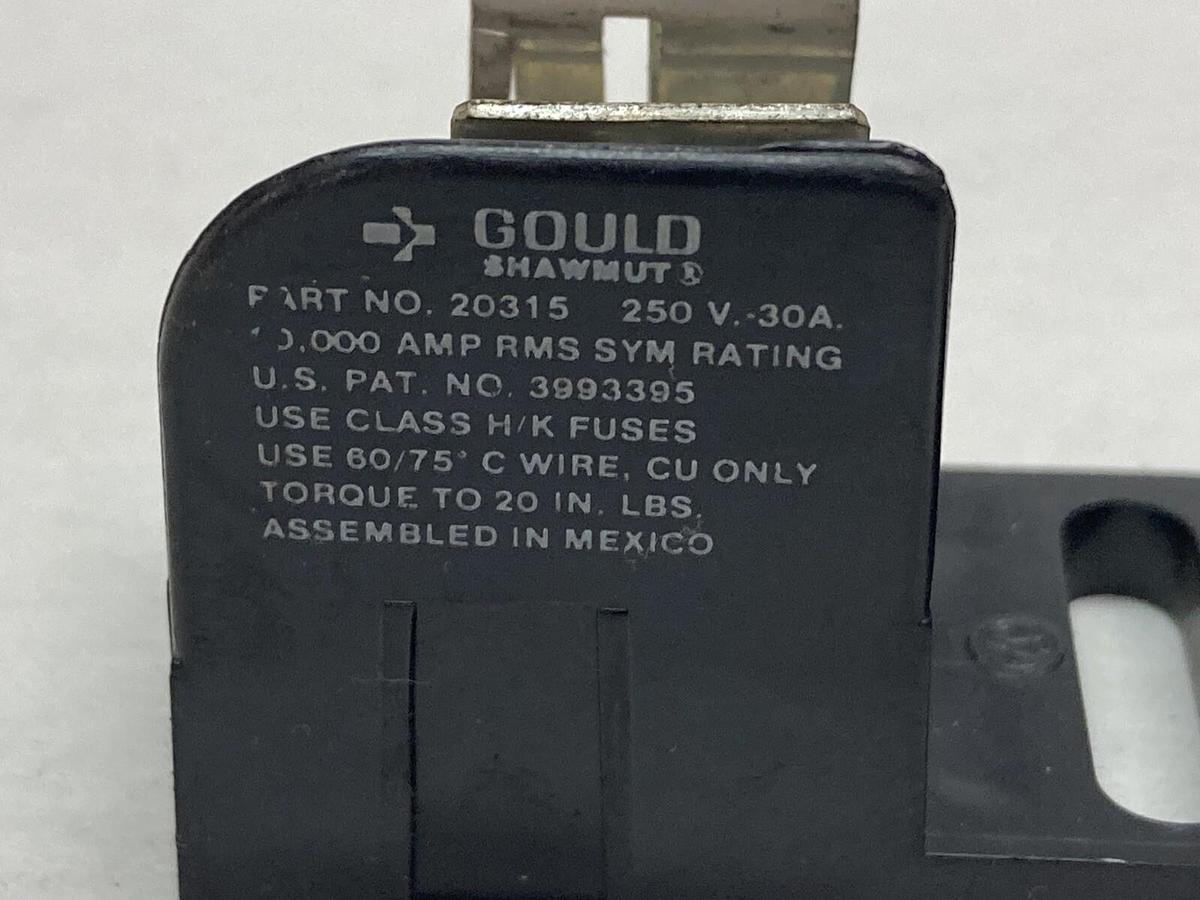 GOULD
SHAWMUT®
PART NO. 20315 250 V.-30A.
AMP RMS SYM RATING
U.S. PAT. NO. 3993395
USE CLASS H/K FUSES
USE 60/75° C WIRE, CU ONLY
TORQUE TO 20 IN. LBS.
ASSEMBLED IN MEXICO